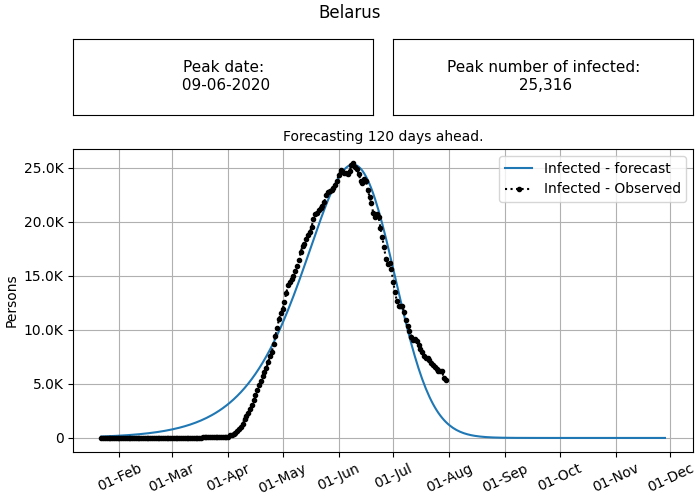 Belarus
Peak date:
09-06-2020
Peak number of infected:
25,316
Forecasting 120 days ahead.
Infected - forecast
Infected - Observed
Persons
25.0K
20.0K
15.0K
10.0K
5.0K
0
01-Feb
01-Mar
01-Apr
01-May
01-Jun
01-Jul
01-Aug
01-Sep
01-Oct
01-Nov
01-Dec